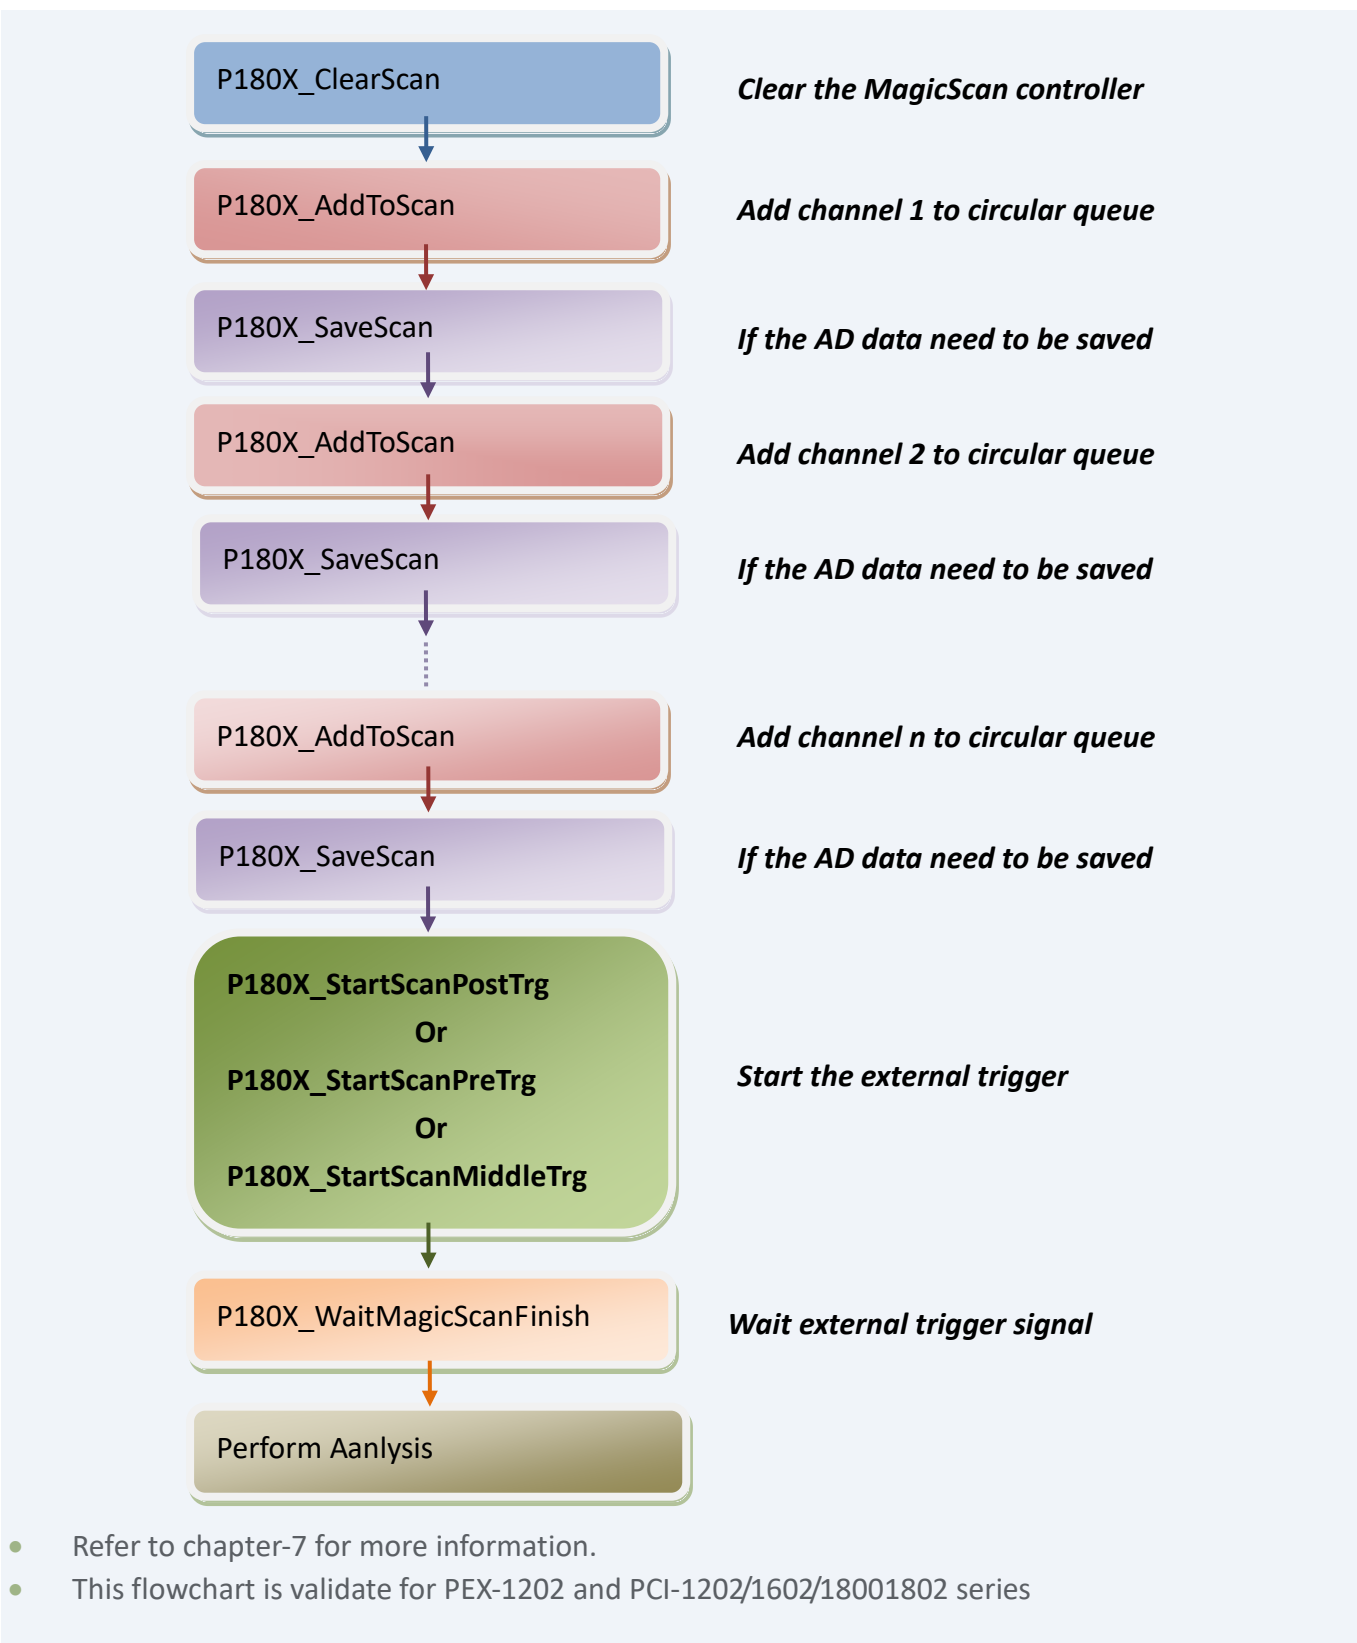 P180X_ClearScan
Clear the MagicScan controller
P180X_AddToScan
Add channel 1 to circular queue
P180X_SaveScan
If the AD data need to be saved
P180X_AddToScan
Add channel 2 to circular queue
P180X_SaveScan
If the AD data need to be saved
P180X_AddToScan
Add channel n to circular queue
P180X_SaveScan
If the AD data need to be saved
P180X_StartScanPostTrg
Or
P180X_StartScanPreTrg
Or
P180X_StartScanMiddleTrg
Start the external trigger
P180X_WaitMagicScanFinish
Wait external trigger signal
Perform Aanlysis
• Refer to chapter-7 for more information.
• This flowchart is validate for PEX-1202 and PCI-1202/1602/18001802 series